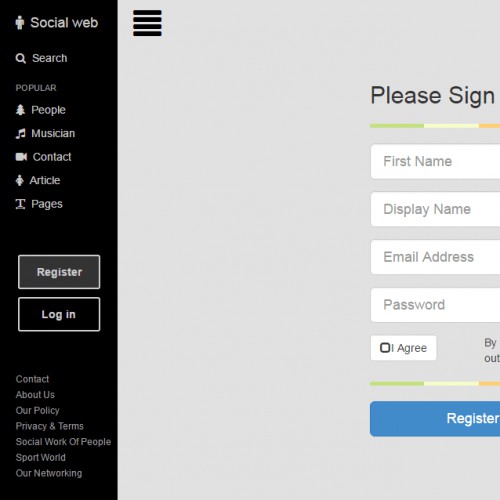 Social web
Search
POPULAR
People
Musician
Contact
Article
Pages
Register
Log in
Contact
About Us
Our Policy
Privacy & Terms
Social Work Of People
Sport World
Our Networking
Please Sign
First Name
Display Name
Email Address
Password
I Agree
By
out
Register